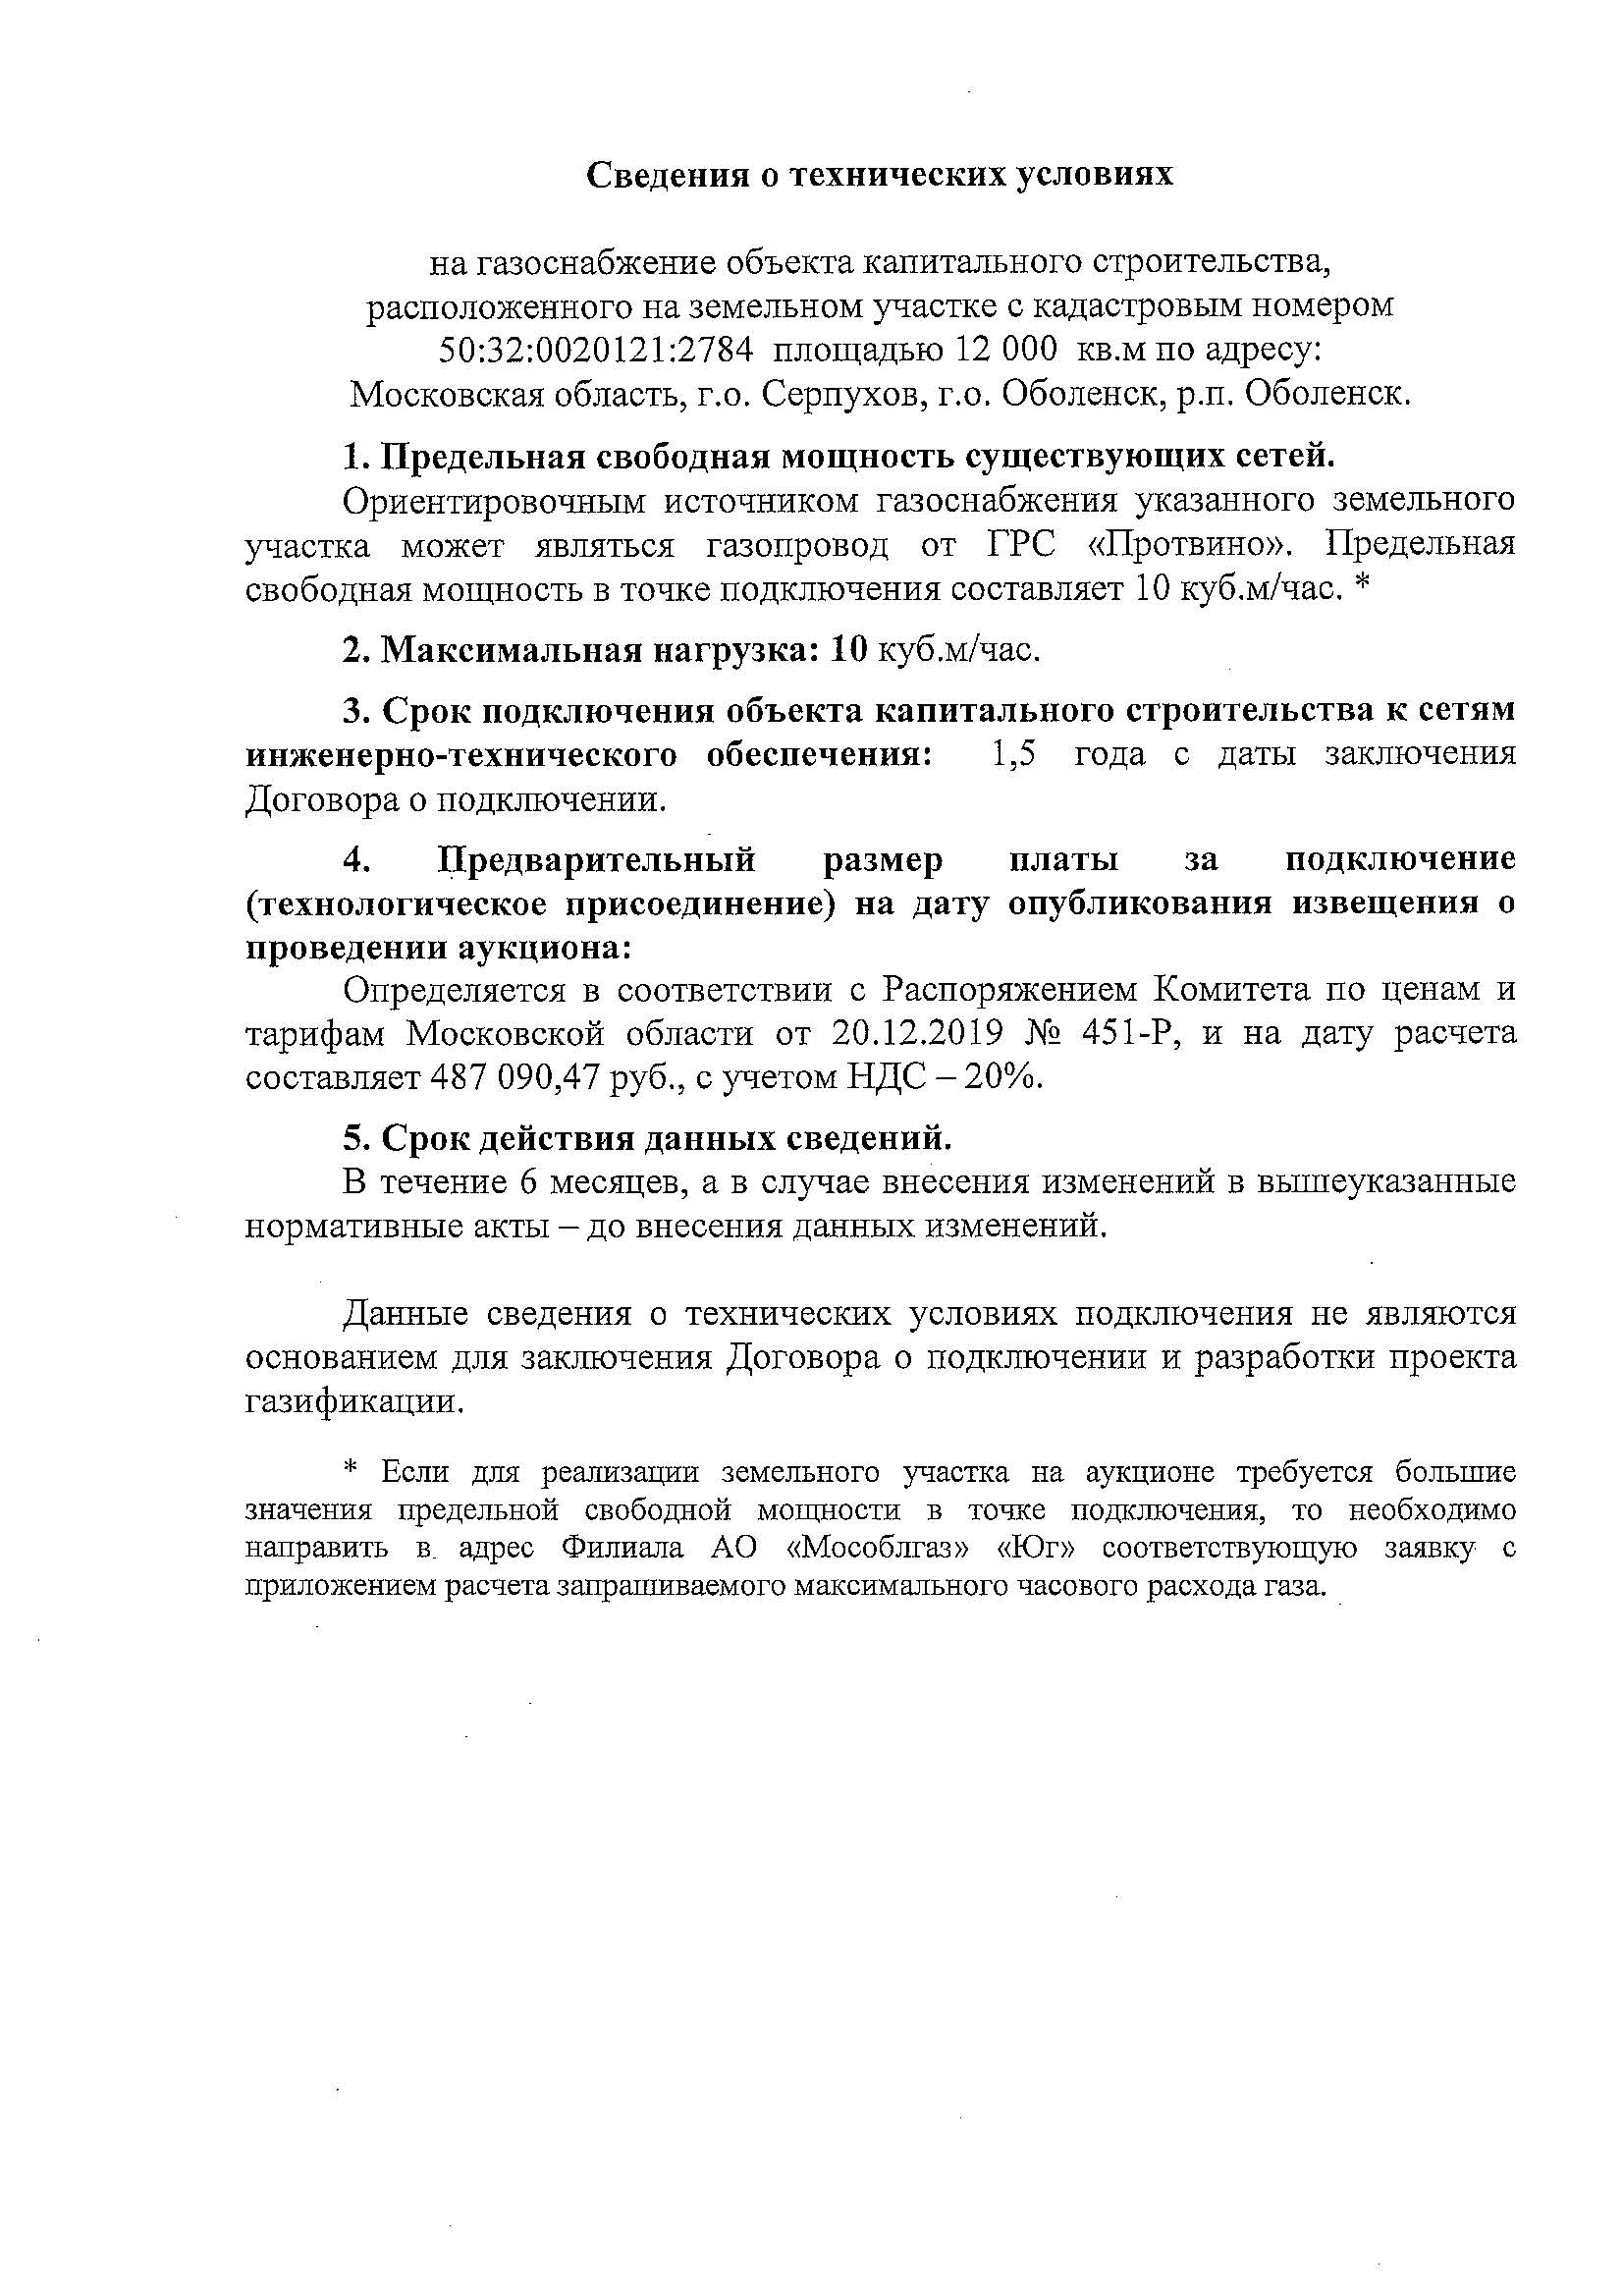 Сведения о технических условиях
на газоснабжение объекта капитального строительства,
расположенного на земельном участке с кадастровым номером
50:32:0020121:2784 площадью 12 000 кв.м по адресу:
Московская область, г.о. Серпухов, г.о. Оболенск, р.п. Оболенск.
1. Предельная свободная мощность существующих сетей.
Ориентировочным источником газоснабжения указанного земельного
участка может являться газопровод от ГРС «Протвино». Предельная
свободная мощность в точке подключения составляет 10 куб.м/час. *
2. Максимальная нагрузка: 10 куб.м/час.
3. Срок подключения объекта капитального строительства к сетям
инженерно-технического обеспечения: 1,5 года с даты заключения
Договора о подключении.
4. Предварительный размер платы за подключение
(технологическое присоединение) на дату опубликования извещения о
проведении аукциона:
Определяется в соответствии с Распоряжением Комитета по ценам и
тарифам Московской области от 20.12.2019 № 451-Р, и на дату расчета
составляет 487 090,47 руб., с учетом НДС – 20%.
5. Срок действия данных сведений.
В течение 6 месяцев, а в случае внесения изменений в вышеуказанные
нормативные акты – до внесения данных изменений.
Данные сведения о технических условиях подключения не являются
основанием для заключения Договора о подключении и разработки проекта
газификации.
* Если для реализации земельного участка на аукционе требуется большие
значения предельной свободной мощности в точке подключения, то необходимо
направить в адрес Филиала АО «Мособлгаз» «Юг» соответствующую заявку с
приложением расчета запрашиваемого максимального часового расхода газа.